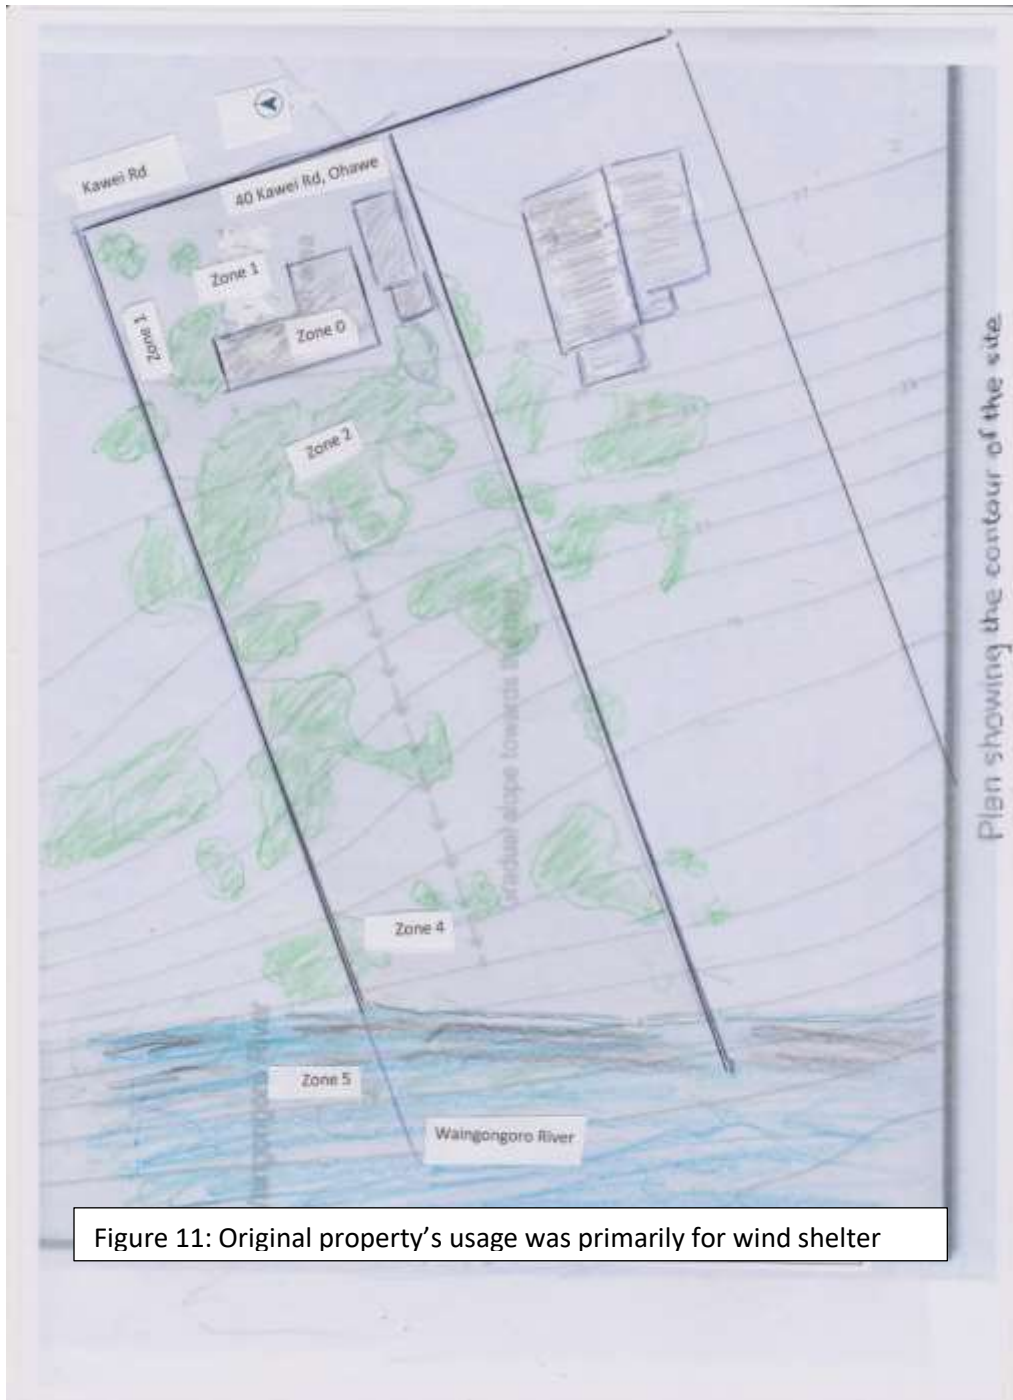 Kawei Rd
40 Kawei Rd, Ohawe
Zone 1
Zone 1
Zone 0
Zone 2
Gradual slope towards
Zone 4
Zone 5
Waingongoro River
Plan showing the contour of the site
Figure 11: Original property's usage was primarily for wind shelter